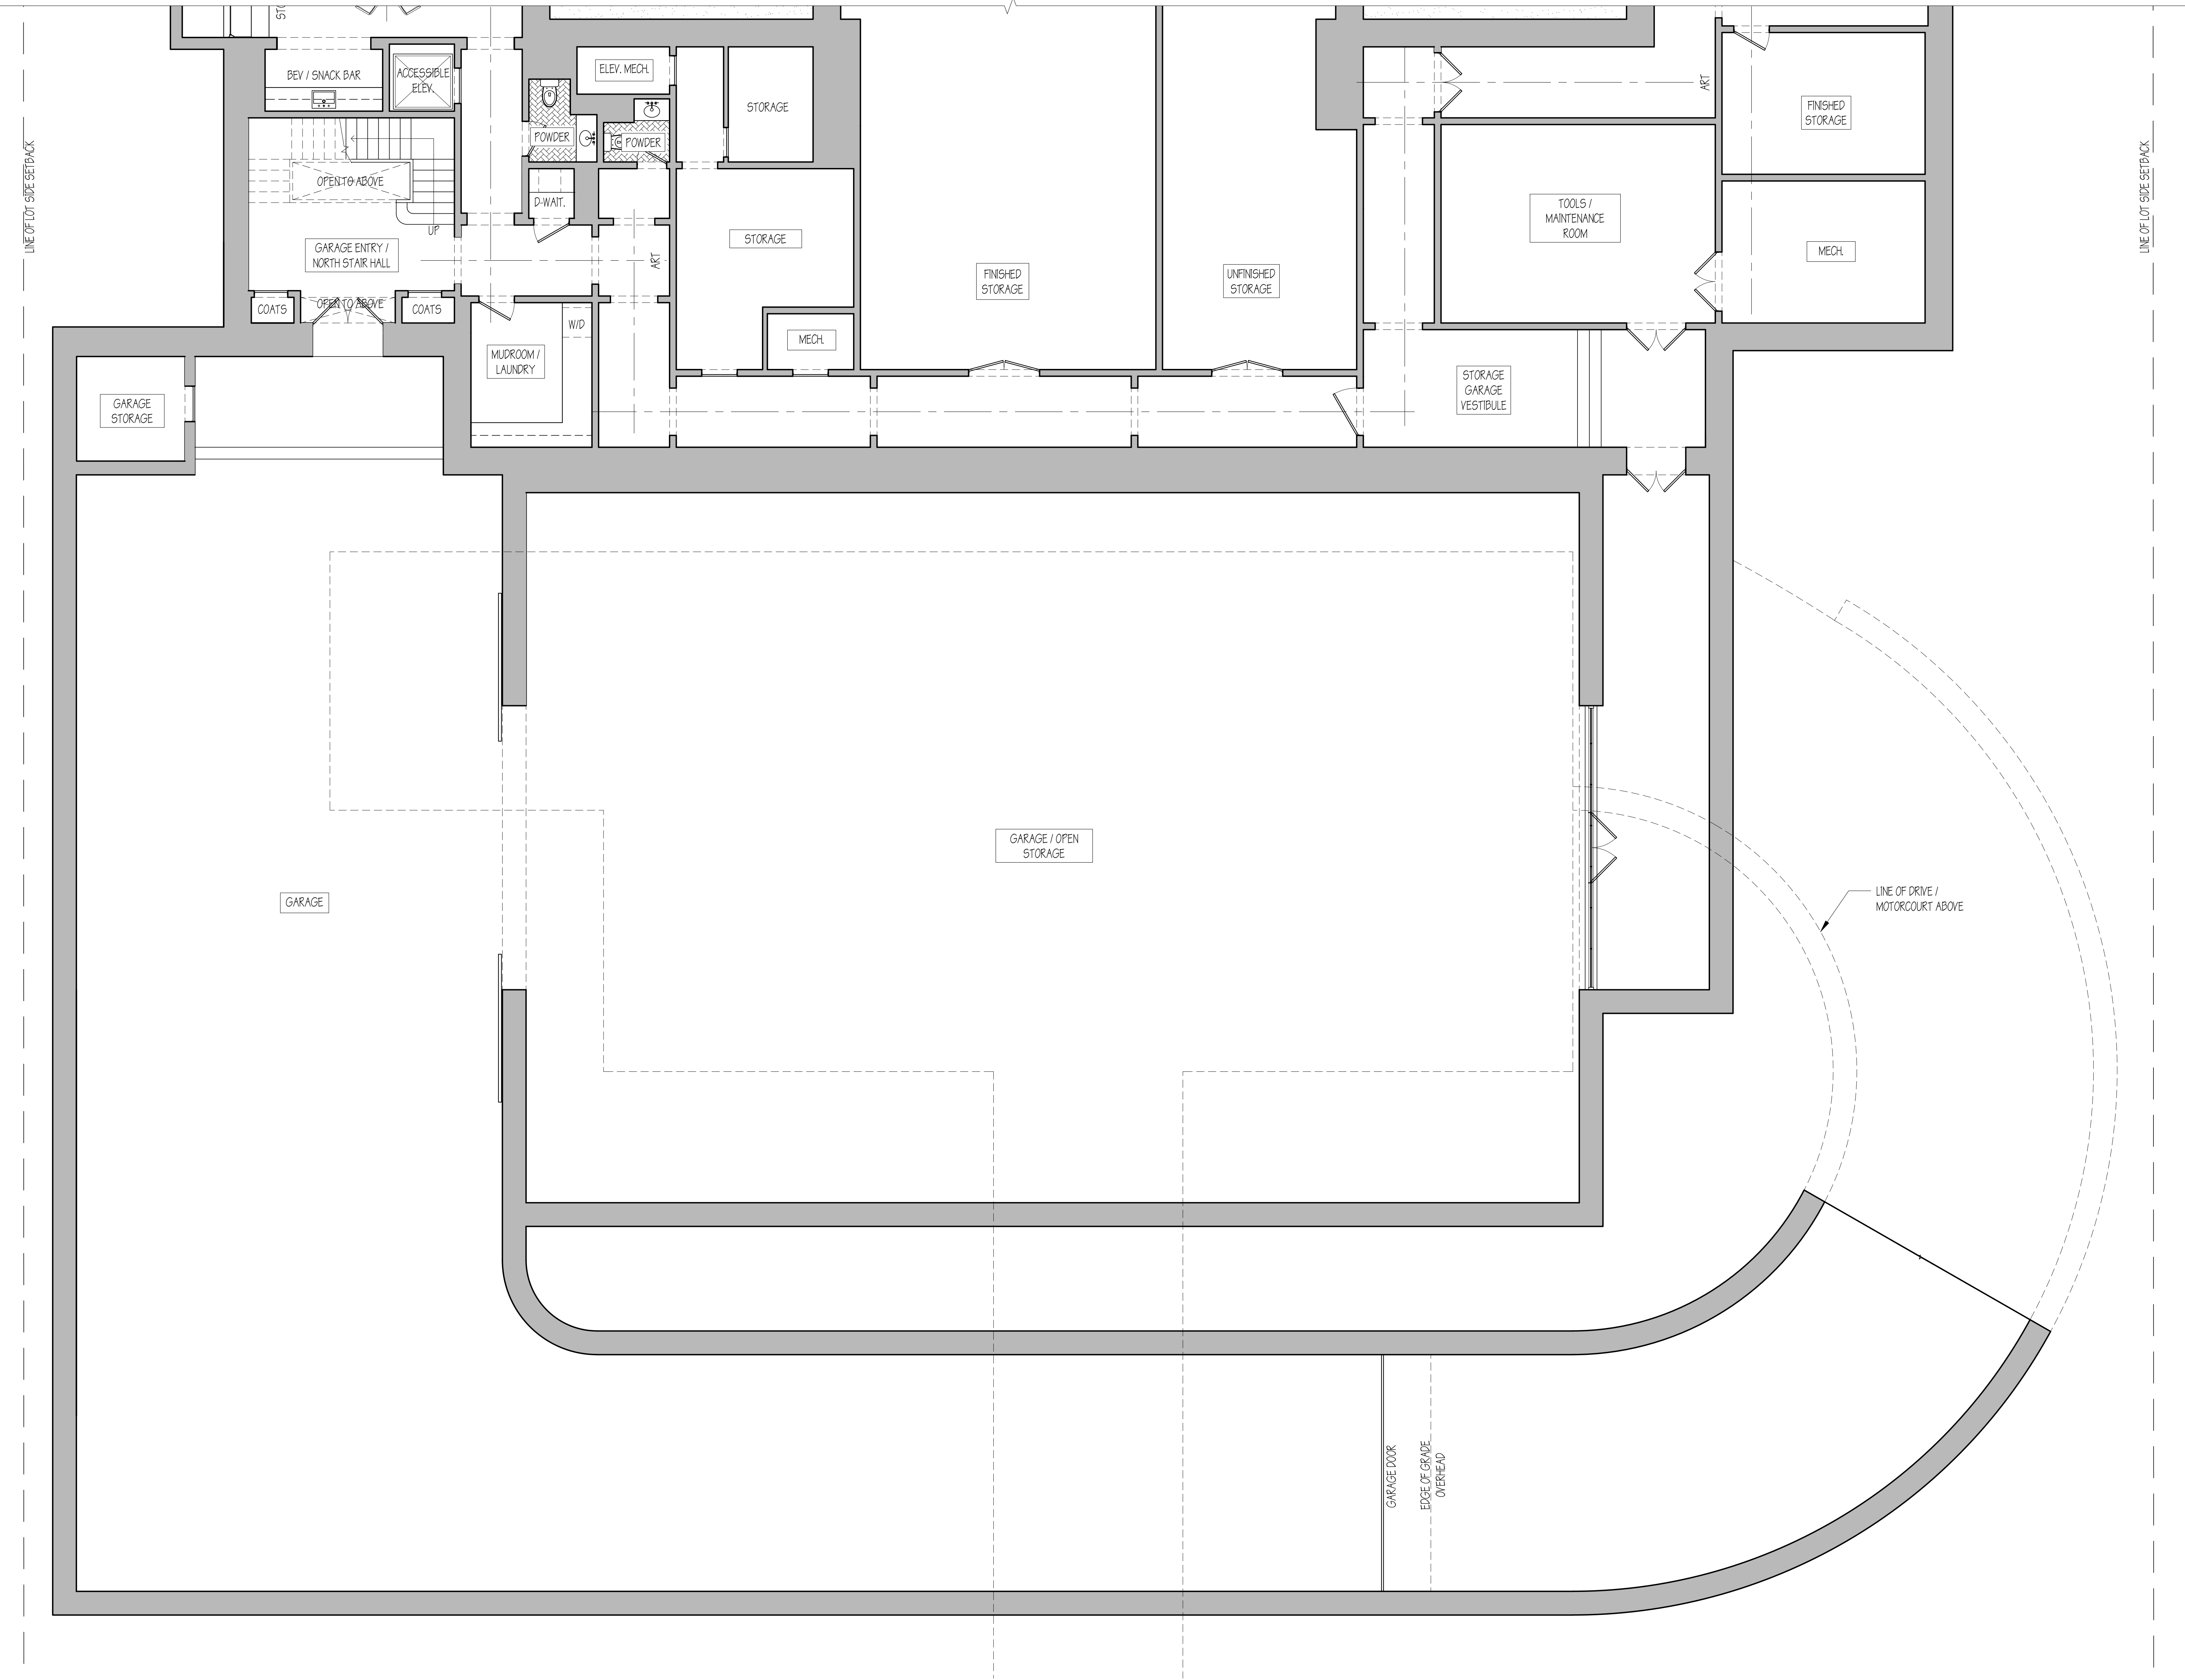 STO
BEV / SNACK BAR
ACCESSIBLE
ELEV.
ELEV. MECH.
STORAGE
POWDER
POWDER
ART
FINISHED
STORAGE
LINE OF LOT SIDE SETBACK
LINE OF LOT SIDE SETBACK
OPEN TO ABOVE
D-WAIT.
UP
GARAGE ENTRY /
NORTH STAIR HALL
STORAGE
ART
TOOLS /
MAINTENANCE
ROOM
MECH.
FINISHED
STORAGE
UNFINISHED
STORAGE
COATS
OPEN TO ABOVE
COATS
W/D
MECH.
MUDROOM /
LAUNDRY
GARAGE
STORAGE
STORAGE
GARAGE
VESTIBULE
GARAGE / OPEN
STORAGE
GARAGE
LINE OF DRIVE /
MOTORCOURT ABOVE
GARAGE DOOR
EDGE OF GRADE
OVERHEAD